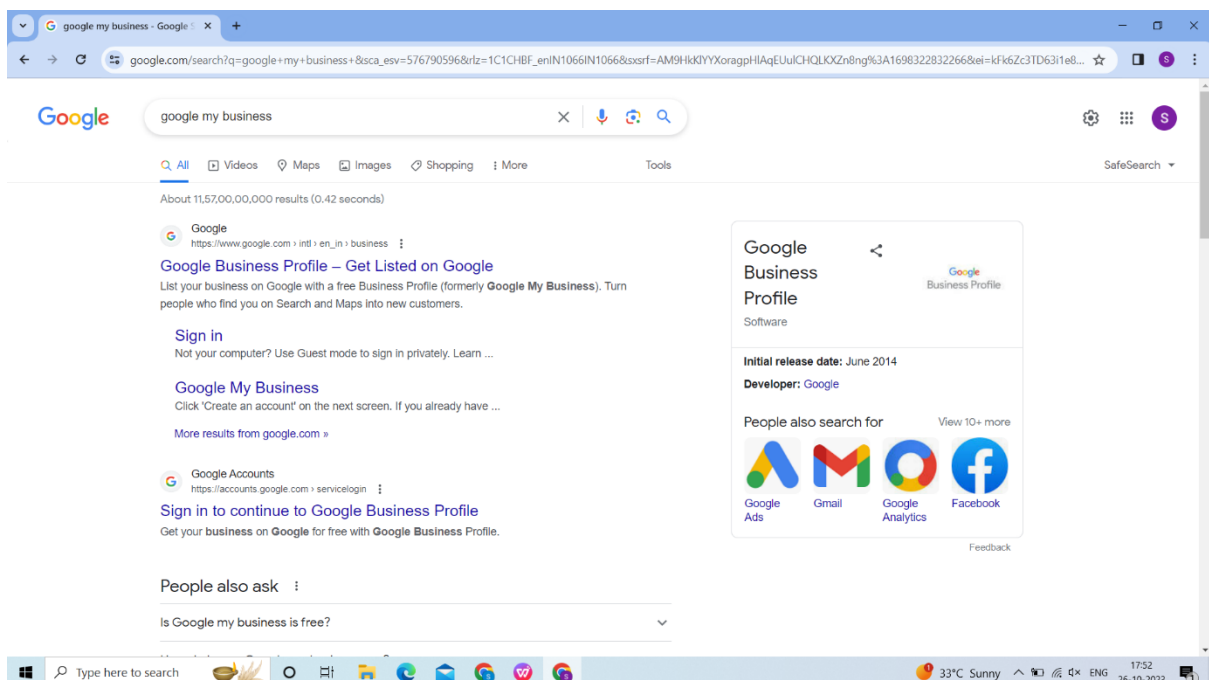 google my business - Google S
google.com/search?q=google+my+business+&sca_esv=576790596&rlz=1C1CHBF_enIN1066IN1066&sxsrf=AM9HkKlYYXoragpHlAqEUulCHQLKXZn8ng%3A1698322832266&ei=kFk6Zc3TD63i1e8...
S
Google
google my business
S
All
Videos
Maps
Images
Shopping
More
Tools
SafeSearch
About 11,57,00,00,000 results (0.42 seconds)
Google
https://www.google.com › intl › en_in › business
Google Business Profile – Get Listed on Google
List your business on Google with a free Business Profile (formerly Google My Business). Turn
people who find you on Search and Maps into new customers.
Sign in
Not your computer? Use Guest mode to sign in privately. Learn ...
Google My Business
Click 'Create an account' on the next screen. If you already have ...
More results from google.com »
Google Accounts
https://accounts.google.com › servicelogin
Sign in to continue to Google Business Profile
Get your business on Google for free with Google Business Profile.
People also ask
Is Google my business is free?
Google
Business
Profile
Software
Google
Business Profile
Initial release date: June 2014
Developer: Google
People also search for
View 10+ more
Google
Ads
Gmail
Google
Analytics
Facebook
Feedback
Type here to search
33°C Sunny
ENG
17:52
26-10-2023